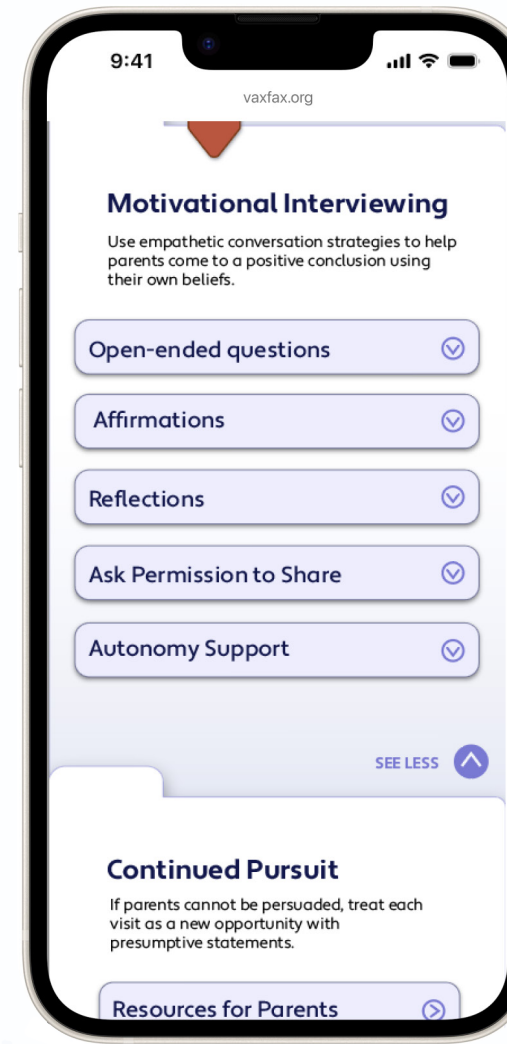 9:41
vaxfax.org
Motivational Interviewing
Use empathetic conversation strategies to help
parents come to a positive conclusion using
their own beliefs.
Open-ended questions
Affirmations
Reflections
Ask Permission to Share
Autonomy Support
SEE LESS
Continued Pursuit
If parents cannot be persuaded, treat each
visit as a new opportunity with
presumptive statements.
Resources for Parents